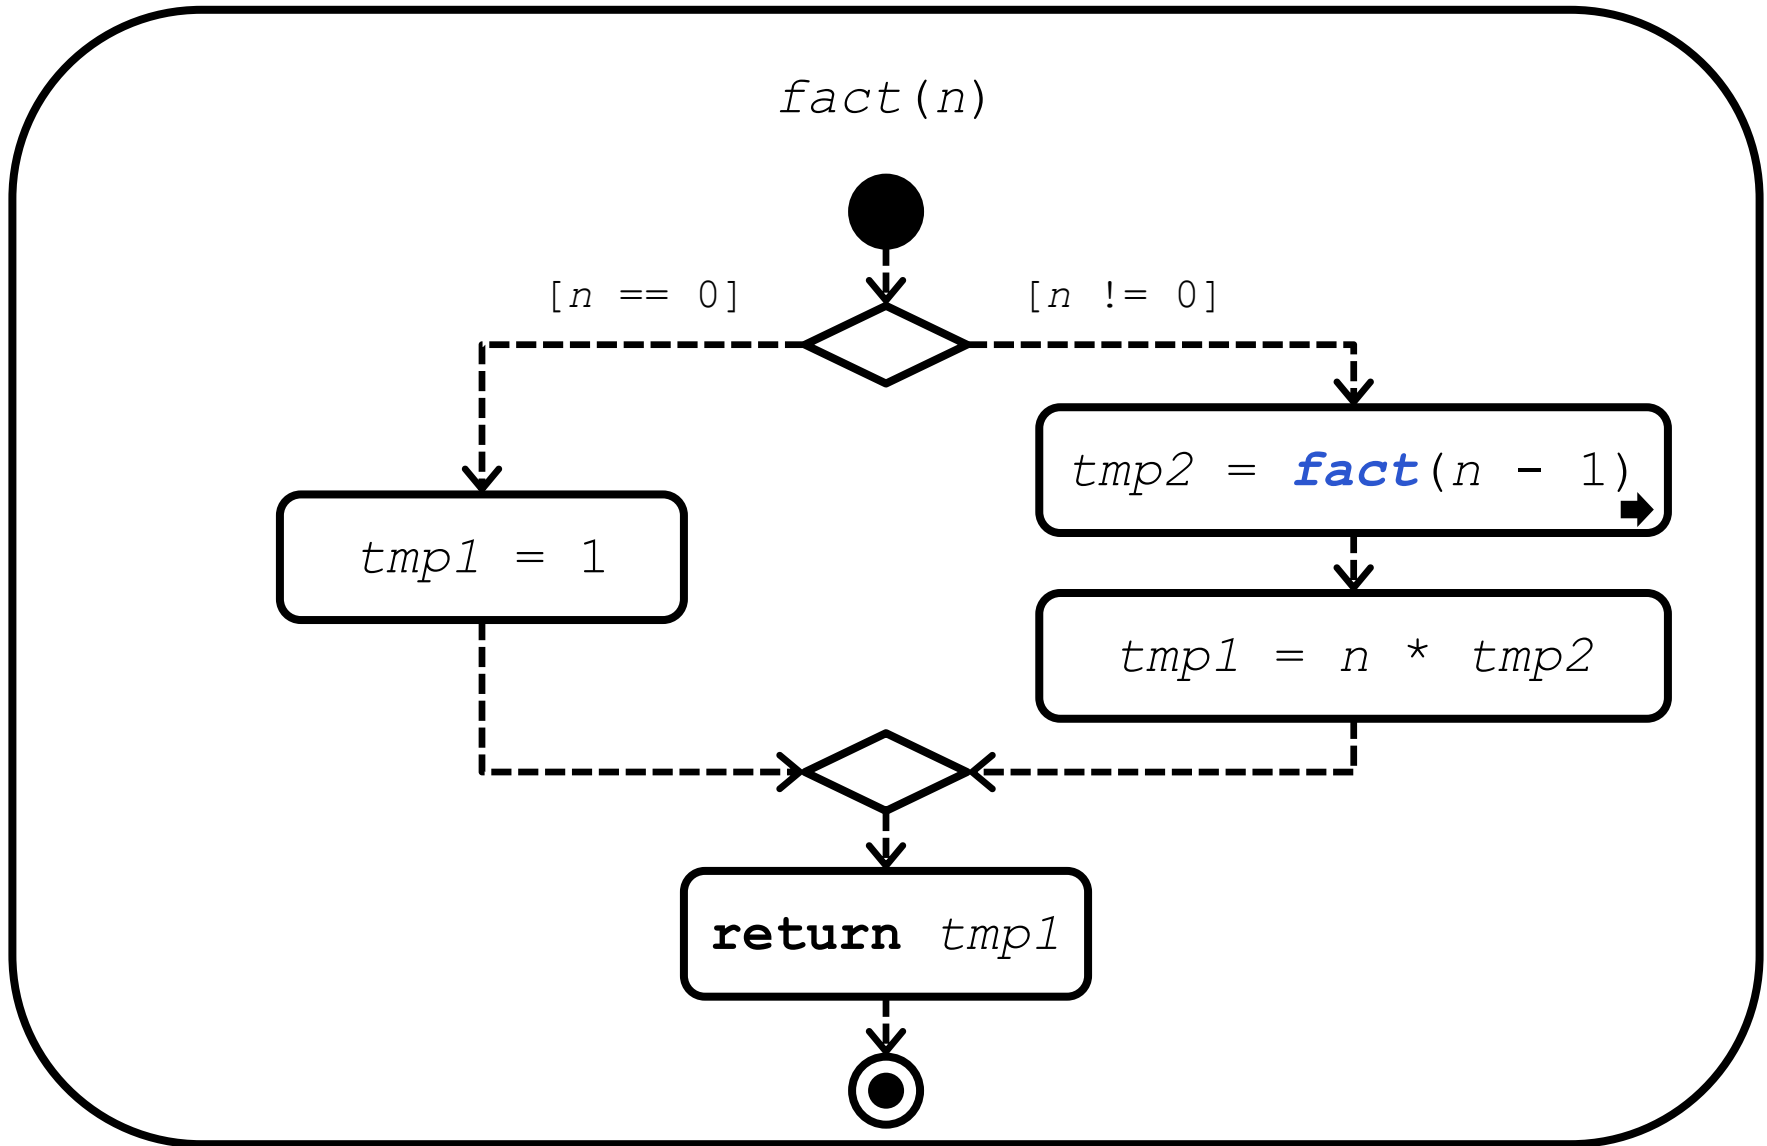 fact(n)
[n == 0]
[n != 0]
tmp2 = fact(n - 1)
tmp1 = 1
tmp1 = n * tmp2
return tmp1